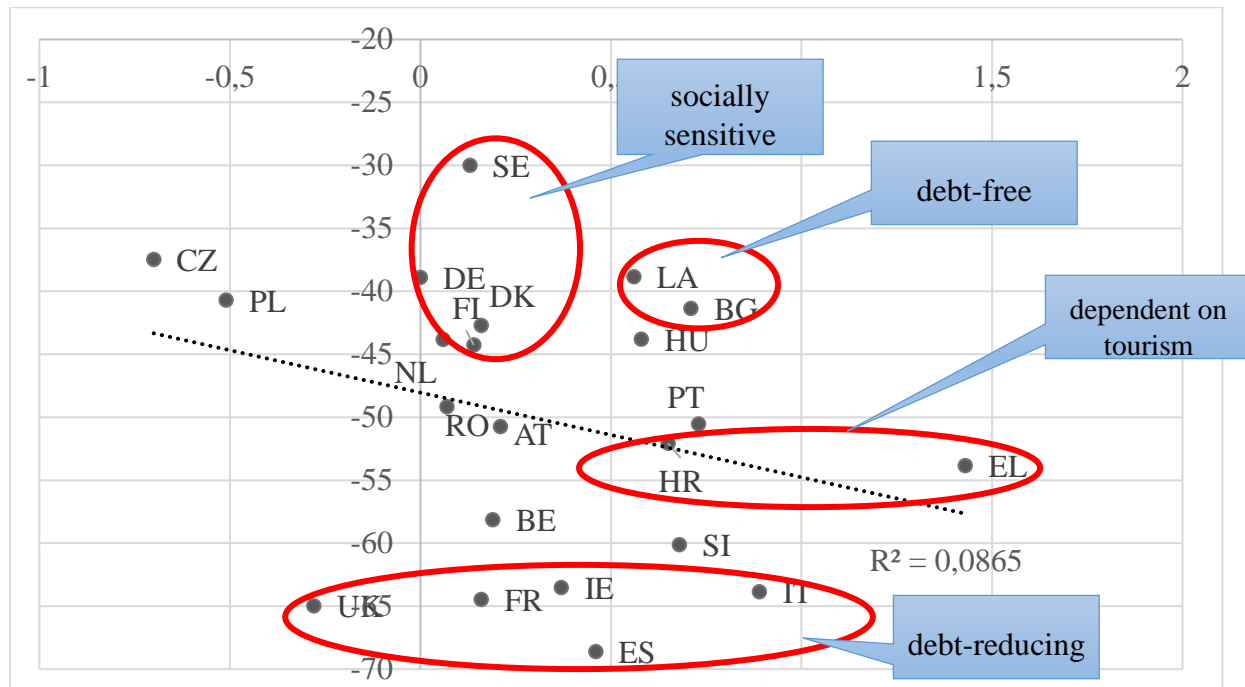 -20
-1
-0,5
0
0,
1,5
2
-25
-30
-35
-40
-45
-50
-55
-60
-65
-70
socially
sensitive
debt-free
dependent on
tourism
debt-reducing
SE
CZ
PL
DE
FI
DK
LA
BG
HU
NL
RO
AT
PT
HR
EL
BE
SI
R² = 0,0865
UK
FR
IE
IT
ES